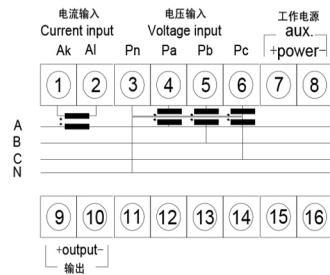 电流输入 电压输入 工作电源
Current input Voltage input aux.
Ak Al Pn Pa Pb Pc +power−
1 2 3 4 5 6 7 8
A
B
C
N
9 10 11 12 13 14 15 16
+output−
输出